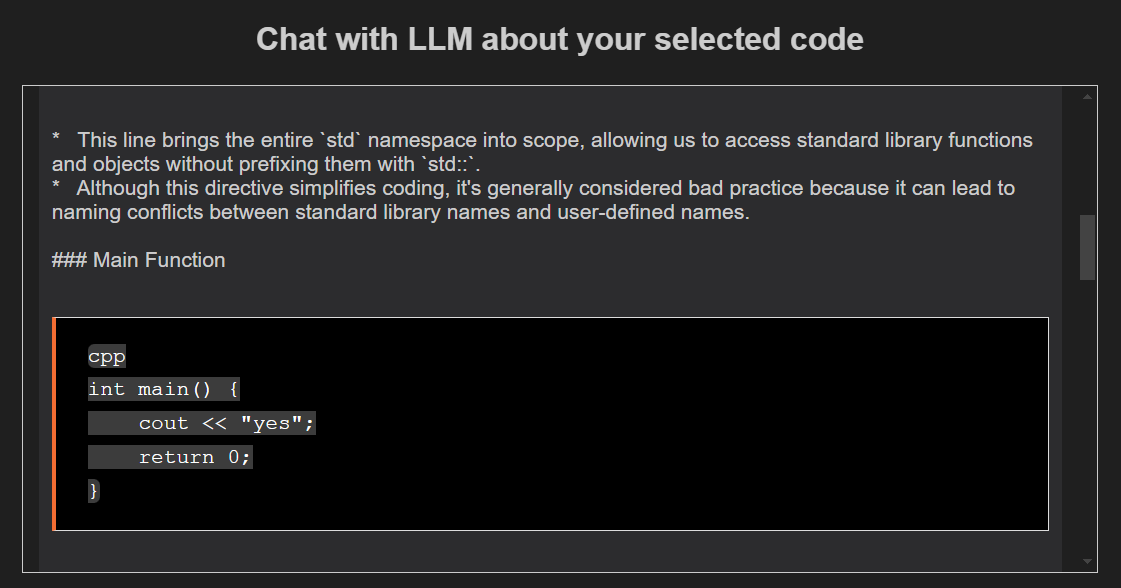 Chat with LLM about your selected code
*   This line brings the entire `std` namespace into scope, allowing us to access standard library functions
and objects without prefixing them with `std::`.
*   Although this directive simplifies coding, it's generally considered bad practice because it can lead to
naming conflicts between standard library names and user-defined names.
### Main Function
cpp
int main() {
    cout << "yes";
    return 0;
}